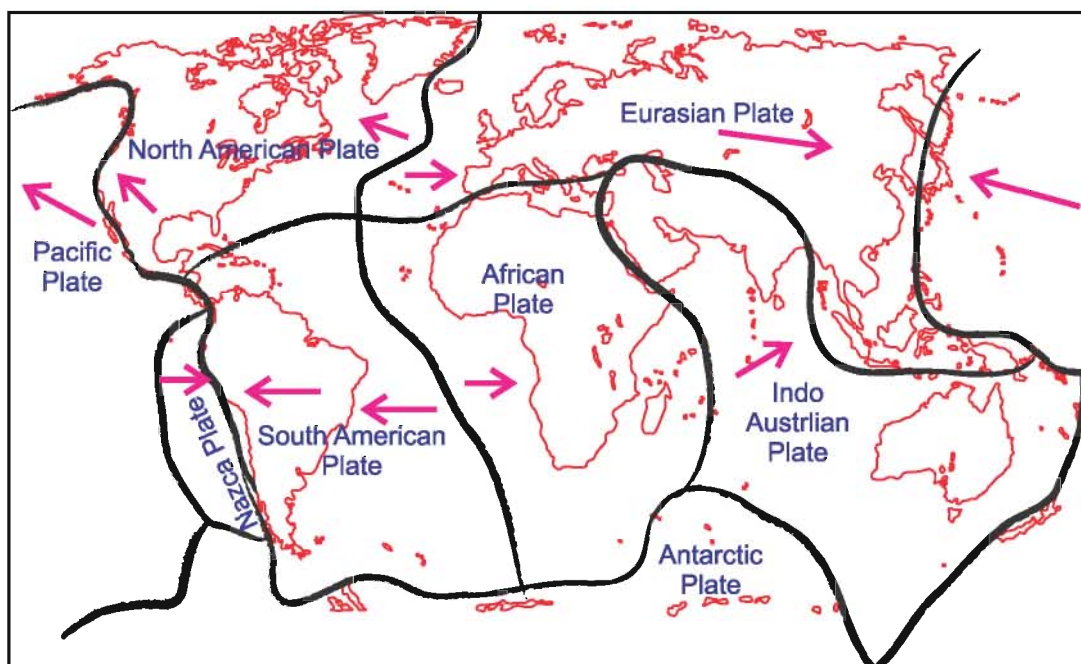 Eurasian Plate
North American Plate
Pacific
Plate
African
Plate
Indo
Austrlian
Plate
South American
Plate
Nazca Plate
Antarctic
Plate